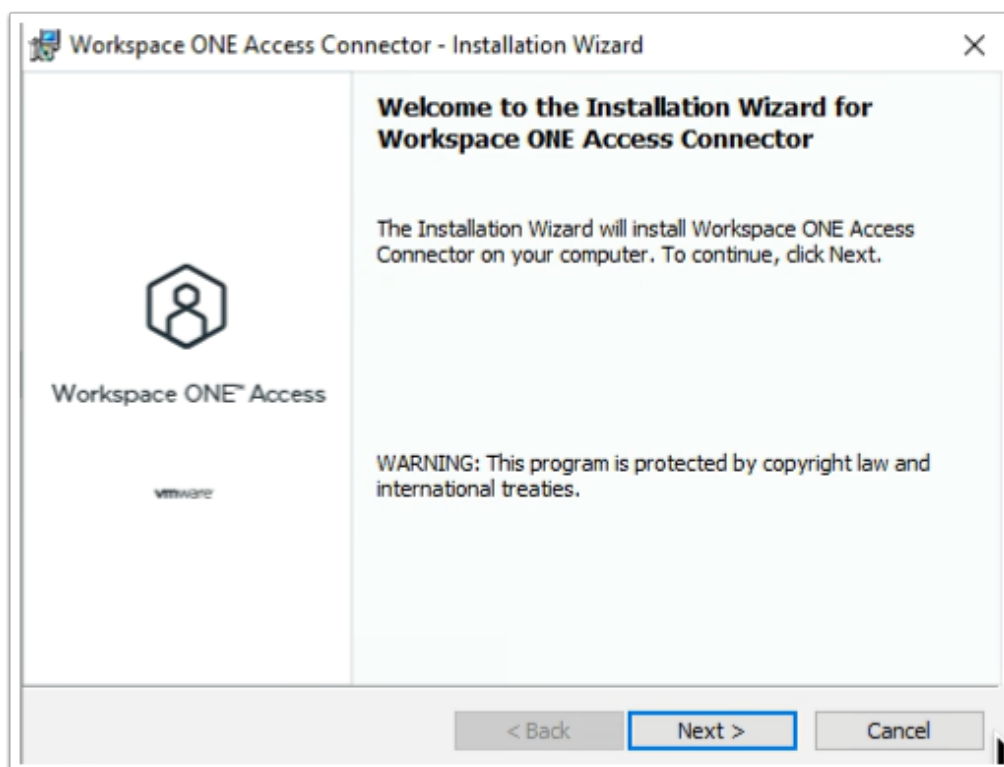 Workspace ONE Access Connector - Installation Wizard
Welcome to the Installation Wizard for
Workspace ONE Access Connector
The Installation Wizard will install Workspace ONE Access
Connector on your computer. To continue, click Next.
Workspace ONE™ Access
WARNING: This program is protected by copyright law and
international treaties.
vmware
< Back
Next >
Cancel